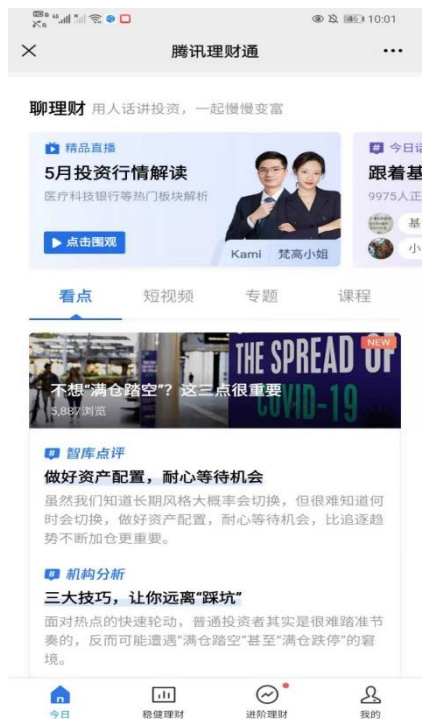 10:01
腾讯理财通
聊理财 用人话讲投资，一起慢慢变富
精品直播
5月投资行情解读
医疗科技银行等热门板块解析
点击围观
Kami 梵高小姐
# 今日话
跟着基
9975人正
基
小
看点 短视频 专题 课程
NEW
THE SPREAD OF
COVID-19
不想“满仓踏空”？这三点很重要
5,887浏览
# 智库点评
做好资产配置，耐心等待机会
虽然我们知道长期风格大概率会切换，但很难知道何
时会切换，做好资产配置，耐心等待机会，比追逐趋
势不断加仓更重要。
# 机构分析
三大技巧，让你远离“踩坑”
面对热点的快速轮动，普通投资者其实是很难踏准节
奏的，反而可能遭遇“满仓踏空”甚至“满仓跌停”的窘
境。
今日 稳健理财 进阶理财 我的